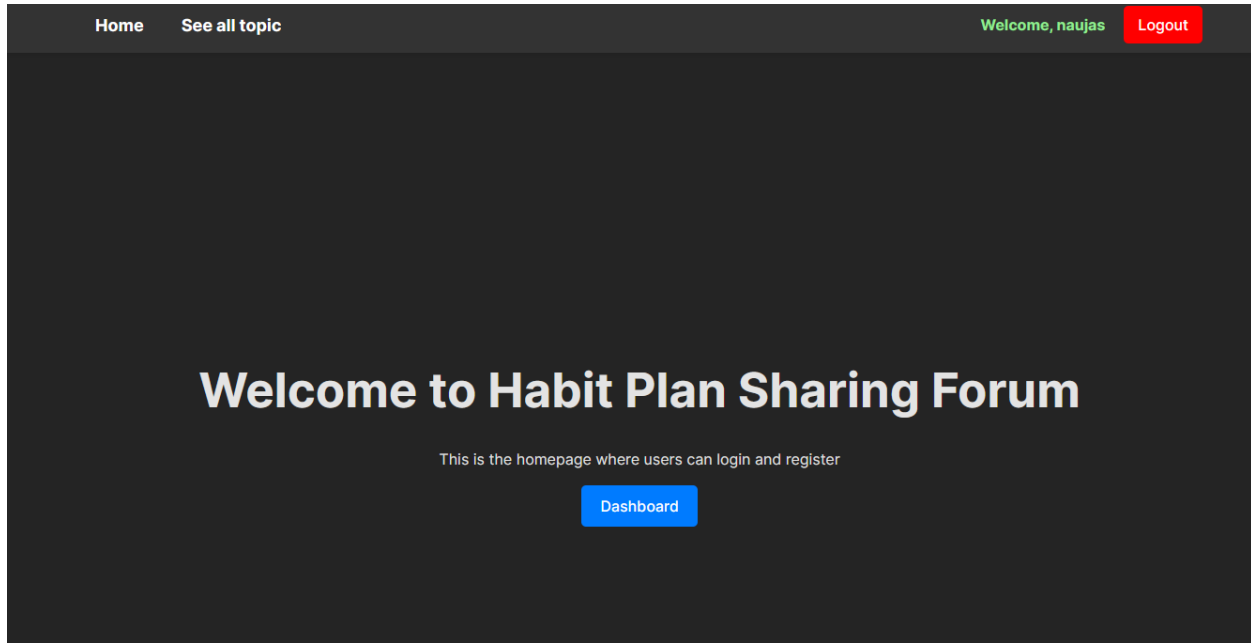 Home See all topic Welcome, naujas Logout
Welcome to Habit Plan Sharing Forum
This is the homepage where users can login and register
Dashboard